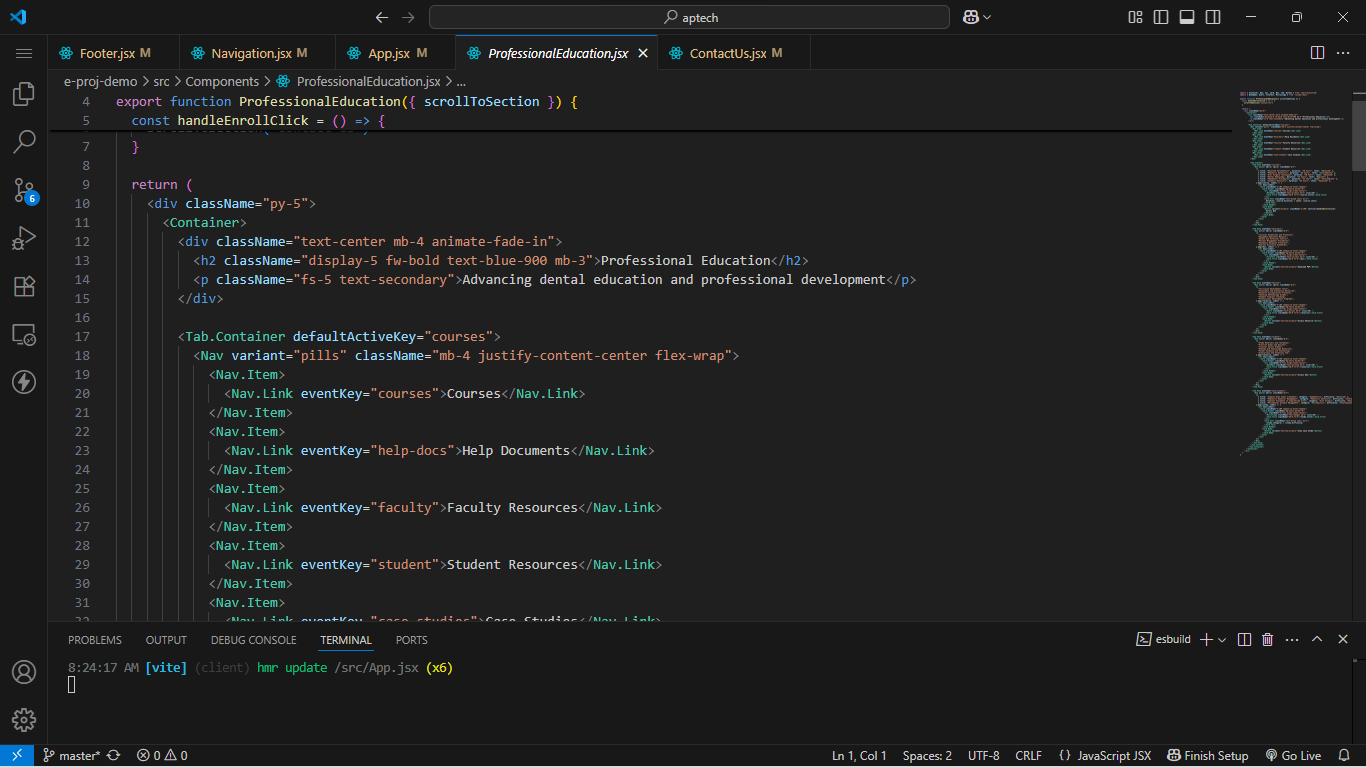 aptech
Footer.jsx M
Navigation.jsx M
App.jsx M
ProfessionalEducation.jsx
ContactUs.jsx M
e-proj-demo > src > Components > ProfessionalEducation.jsx > ...
4 export function ProfessionalEducation({ scrollToSection }) {
5 const handleEnrollClick = () => {
7 }
8
9 return (
10 <div className="py-5">
11 <Container>
12 <div className="text-center mb-4 animate-fade-in">
13 <h2 className="display-5 fw-bold text-blue-900 mb-3">Professional Education</h2>
14 <p className="fs-5 text-secondary">Advancing dental education and professional development</p>
15 </div>
16
17 <Tab.Container defaultActiveKey="courses">
18 <Nav variant="pills" className="mb-4 justify-content-center flex-wrap">
19 <Nav.Item>
20 <Nav.Link eventKey="courses">Courses</Nav.Link>
21 </Nav.Item>
22 <Nav.Item>
23 <Nav.Link eventKey="help-docs">Help Documents</Nav.Link>
24 </Nav.Item>
25 <Nav.Item>
26 <Nav.Link eventKey="faculty">Faculty Resources</Nav.Link>
27 </Nav.Item>
28 <Nav.Item>
29 <Nav.Link eventKey="student">Student Resources</Nav.Link>
30 </Nav.Item>
31 <Nav.Item>
32 <Nav.Link eventKey="case-studies">Case Studies</Nav.Link>
6
PROBLEMS OUTPUT DEBUG CONSOLE TERMINAL PORTS
esbuild
8:24:17 AM [vite] (client) hmr update /src/App.jsx (x6)
master* 0 0
Ln 1, Col 1 Spaces: 2 UTF-8 CRLF {} JavaScript JSX Finish Setup Go Live